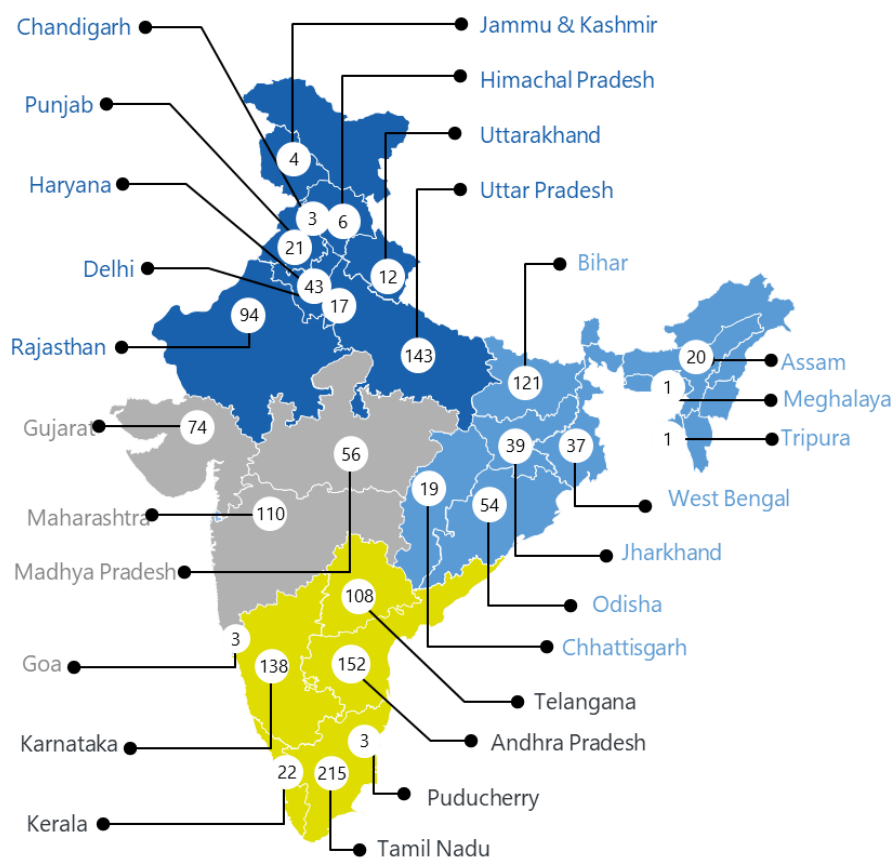 Chandigarh
Jammu & Kashmir
Himachal Pradesh
Punjab
Uttarakhand
4
Haryana
Uttar Pradesh
3
6
21
Delhi
Bihar
43
12
17
94
Rajasthan
143
20
Assam
121
1
Meghalaya
Gujarat
74
1
Tripura
39
37
56
19
West Bengal
54
Maharashtra
110
Jharkhand
Madhya Pradesh
108
Odisha
3
Chhattisgarh
Goa
138
152
Telangana
Karnataka
3
Andhra Pradesh
22
215
Puducherry
Kerala
Tamil Nadu